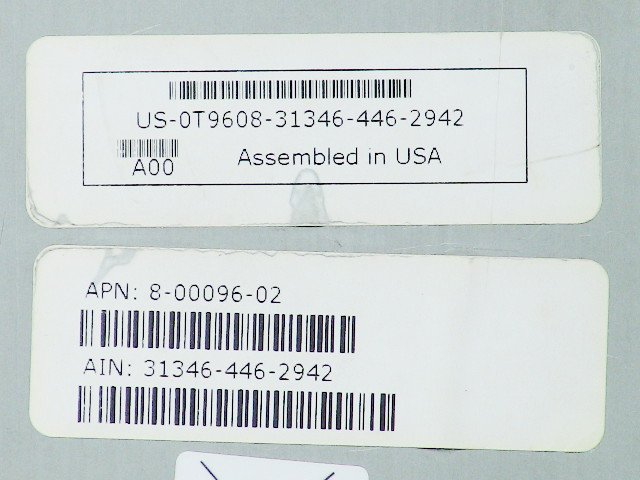 US-0T9608-31346-446-2942
A00
Assembled in USA
APN: 8-00096-02
AIN: 31346-446-2942